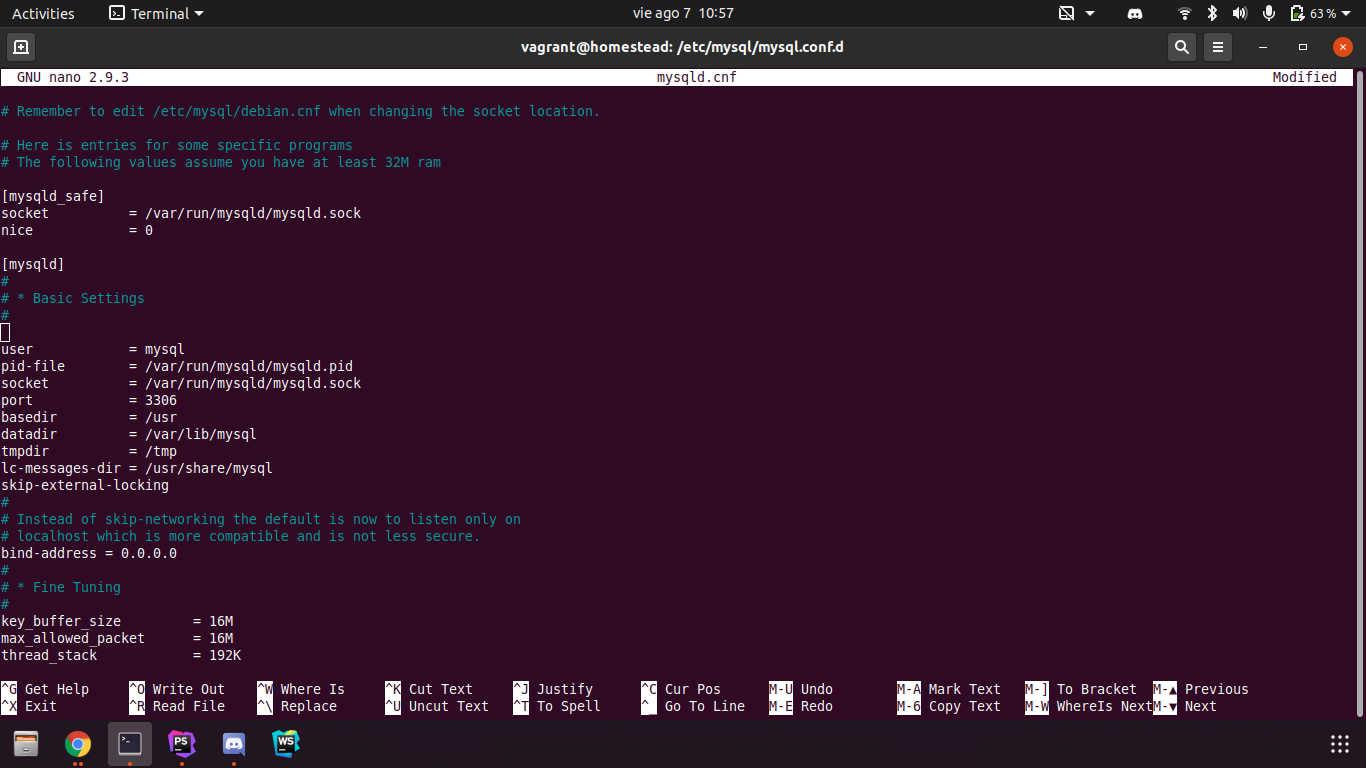 Activities Terminal vie ago 7 10:57 63 %
vagrant@homestead: /etc/mysql/mysql.conf.d
GNU nano 2.9.3 mysqld.cnf Modified
# Remember to edit /etc/mysql/debian.cnf when changing the socket location.
# Here is entries for some specific programs
# The following values assume you have at least 32M ram
[mysqld_safe]
socket = /var/run/mysqld/mysqld.sock
nice = 0
[mysqld]
#
# * Basic Settings
#
user = mysql
pid-file = /var/run/mysqld/mysqld.pid
socket = /var/run/mysqld/mysqld.sock
port = 3306
basedir = /usr
datadir = /var/lib/mysql
tmpdir = /tmp
lc-messages-dir = /usr/share/mysql
skip-external-locking
#
# Instead of skip-networking the default is now to listen only on
# localhost which is more compatible and is not less secure.
bind-address = 0.0.0.0
#
# * Fine Tuning
#
key_buffer_size = 16M
max_allowed_packet = 16M
thread_stack = 192K
^G Get Help ^O Write Out ^W Where Is ^K Cut Text ^J Justify ^C Cur Pos M-U Undo M-A Mark Text M-] To Bracket M-▲ Previous
^X Exit ^R Read File ^\ Replace ^U Uncut Text ^T To Spell ^_ Go To Line M-E Redo M-6 Copy Text M-W WhereIs Next M-▼ Next
PS WS